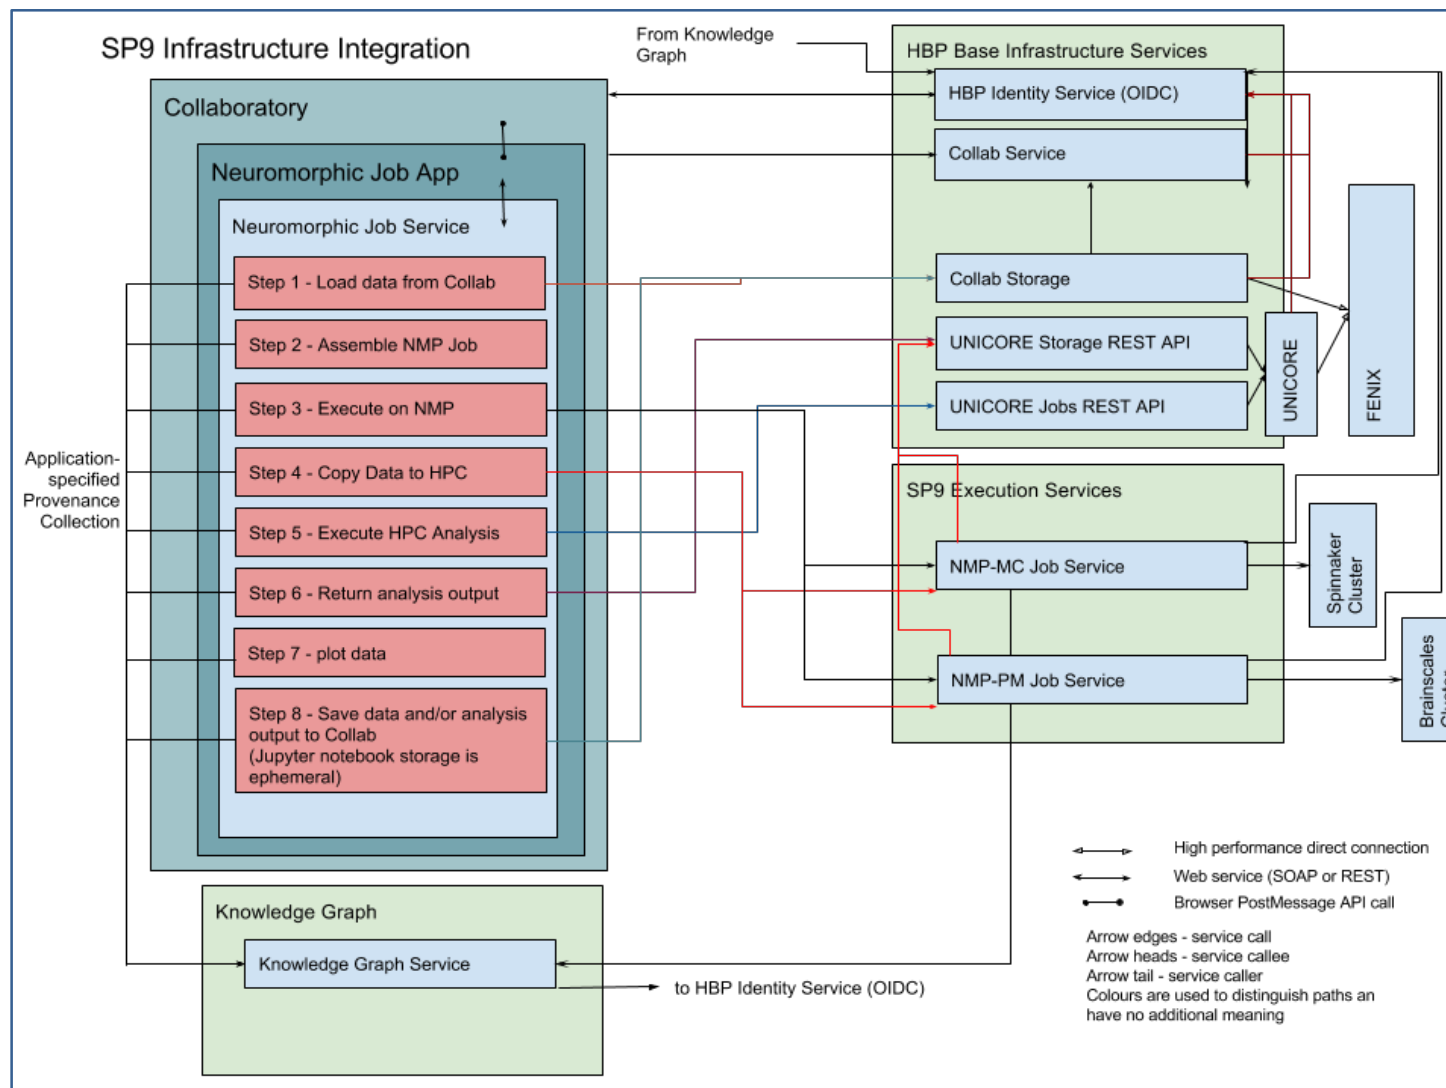 SP9 Infrastructure Integration
From Knowledge
Graph
HBP Base Infrastructure Services
HBP Identity Service (OIDC)
Collab Service
Collab Storage
UNICORE Storage REST API
UNICORE Jobs REST API
UNICORE
FENIX
Collaboratory
Neuromorphic Job App
Neuromorphic Job Service
Step 1 - Load data from Collab
Step 2 - Assemble NMP Job
Step 3 - Execute on NMP
Step 4 - Copy Data to HPC
Step 5 - Execute HPC Analysis
Step 6 - Return analysis output
Step 7 - plot data
Step 8 - Save data and/or analysis
output to Collab
(Jupyter notebook storage is
ephemeral)
Application-
specified
Provenance
Collection
SP9 Execution Services
NMP-MC Job Service
NMP-PM Job Service
Spinnaker
Cluster
Brainscales
Knowledge Graph
Knowledge Graph Service
to HBP Identity Service (OIDC)
High performance direct connection
Web service (SOAP or REST)
Browser PostMessage API call
Arrow edges - service call
Arrow heads - service callee
Arrow tail - service caller
Colours are used to distinguish paths an
have no additional meaning